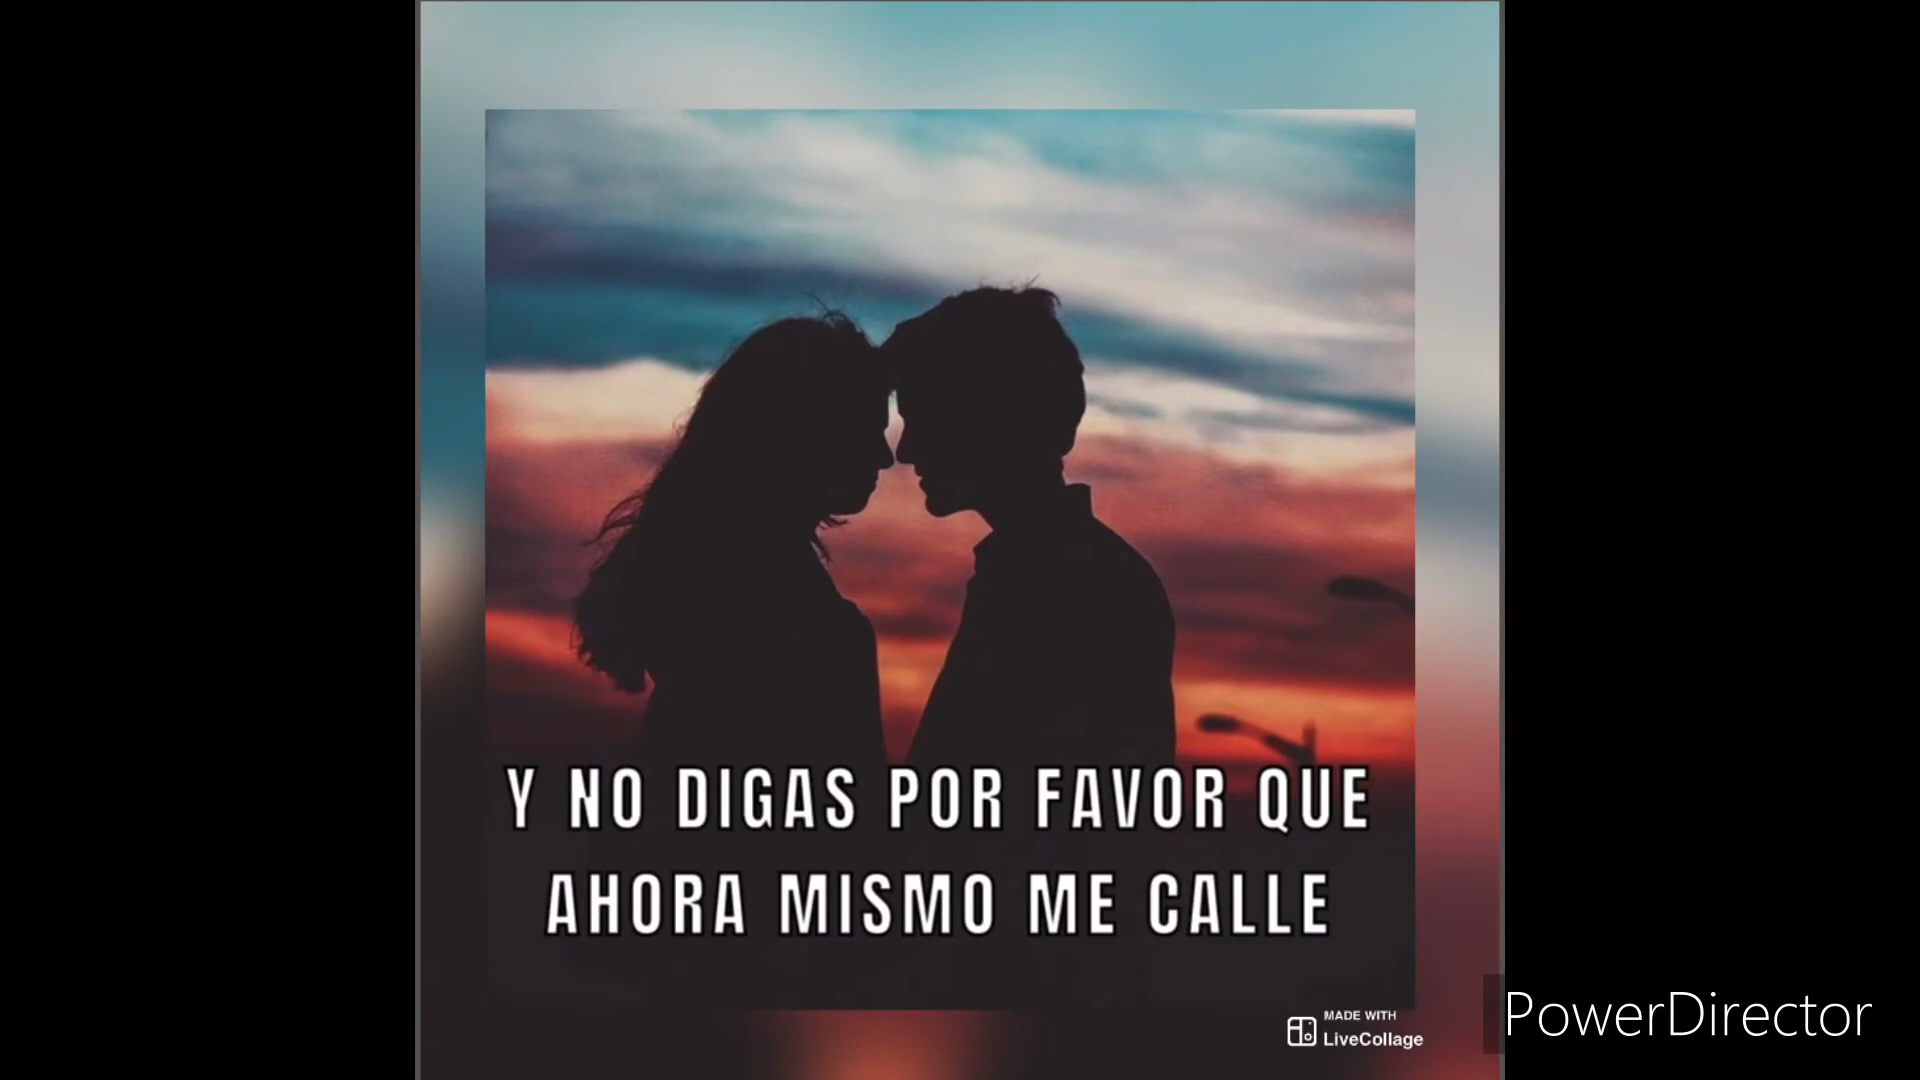 Y NO DIGAS POR FAVOR QUE
AHORA MISMO ME CALLE
MADE WITH
LiveCollage
PowerDirector